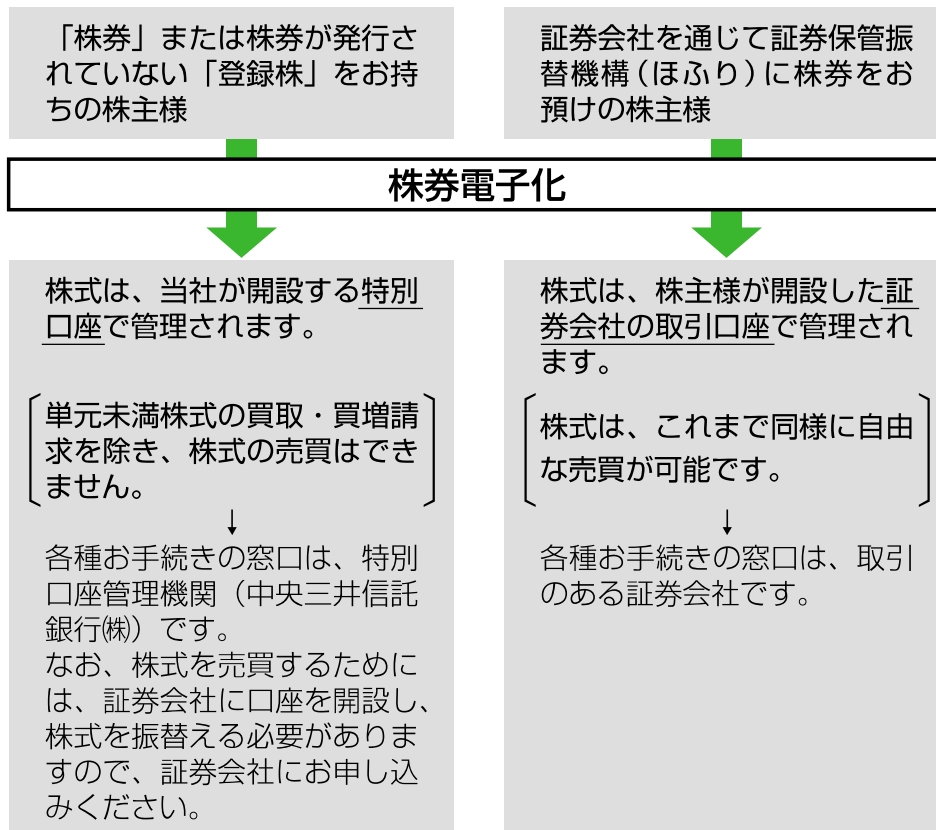 「株券」または株券が発行さ
れていない「登録株」をお持
ちの株主様
証券会社を通じて証券保管振
替機構(ほふり)に株券をお
預けの株主様
株券電子化
株式は、当社が開設する特別
口座で管理されます。
単元未満株式の買取・買増請
求を除き、株式の売買はでき
ません。
各種お手続きの窓口は、特別
口座管理機関(中央三井信託
銀行㈱)です。
なお、株式を売買するために
は、証券会社に口座を開設し、
株式を振替える必要がありま
すので、証券会社にお申し込
みください。
株式は、株主様が開設した証
券会社の取引口座で管理され
ます。
株式は、これまで同様に自由
な売買が可能です。
各種お手続きの窓口は、取引
のある証券会社です。